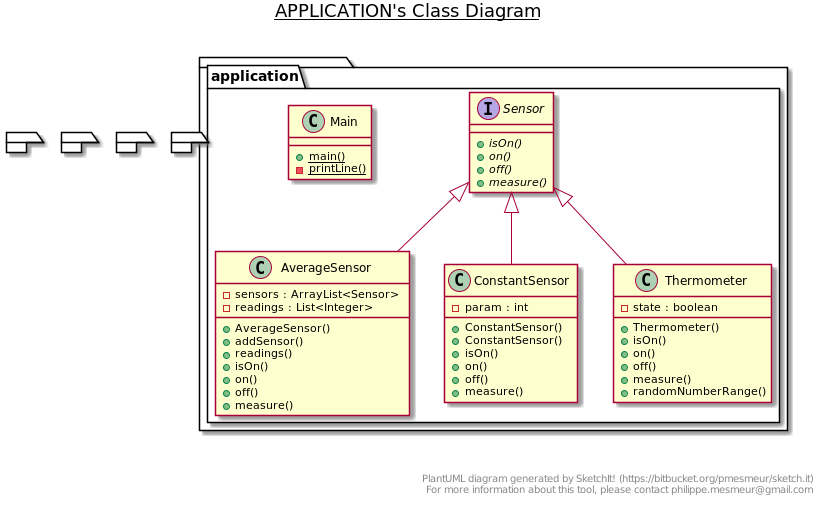 APPLICATION's Class Diagram
application
C Main
main()
printLine()
I Sensor
isOn()
on()
off()
measure()
C AverageSensor
sensors : ArrayList<Sensor>
readings : List<Integer>
AverageSensor()
addSensor()
readings()
isOn()
on()
off()
measure()
C ConstantSensor
param : int
ConstantSensor()
ConstantSensor()
isOn()
on()
off()
measure()
C Thermometer
state : boolean
Thermometer()
isOn()
on()
off()
measure()
randomNumberRange()
PlantUML diagram generated by SketchIt! (https://bitbucket.org/pmesmeur/sketch.it)
For more information about this tool, please contact philippe.mesmeur@gmail.com